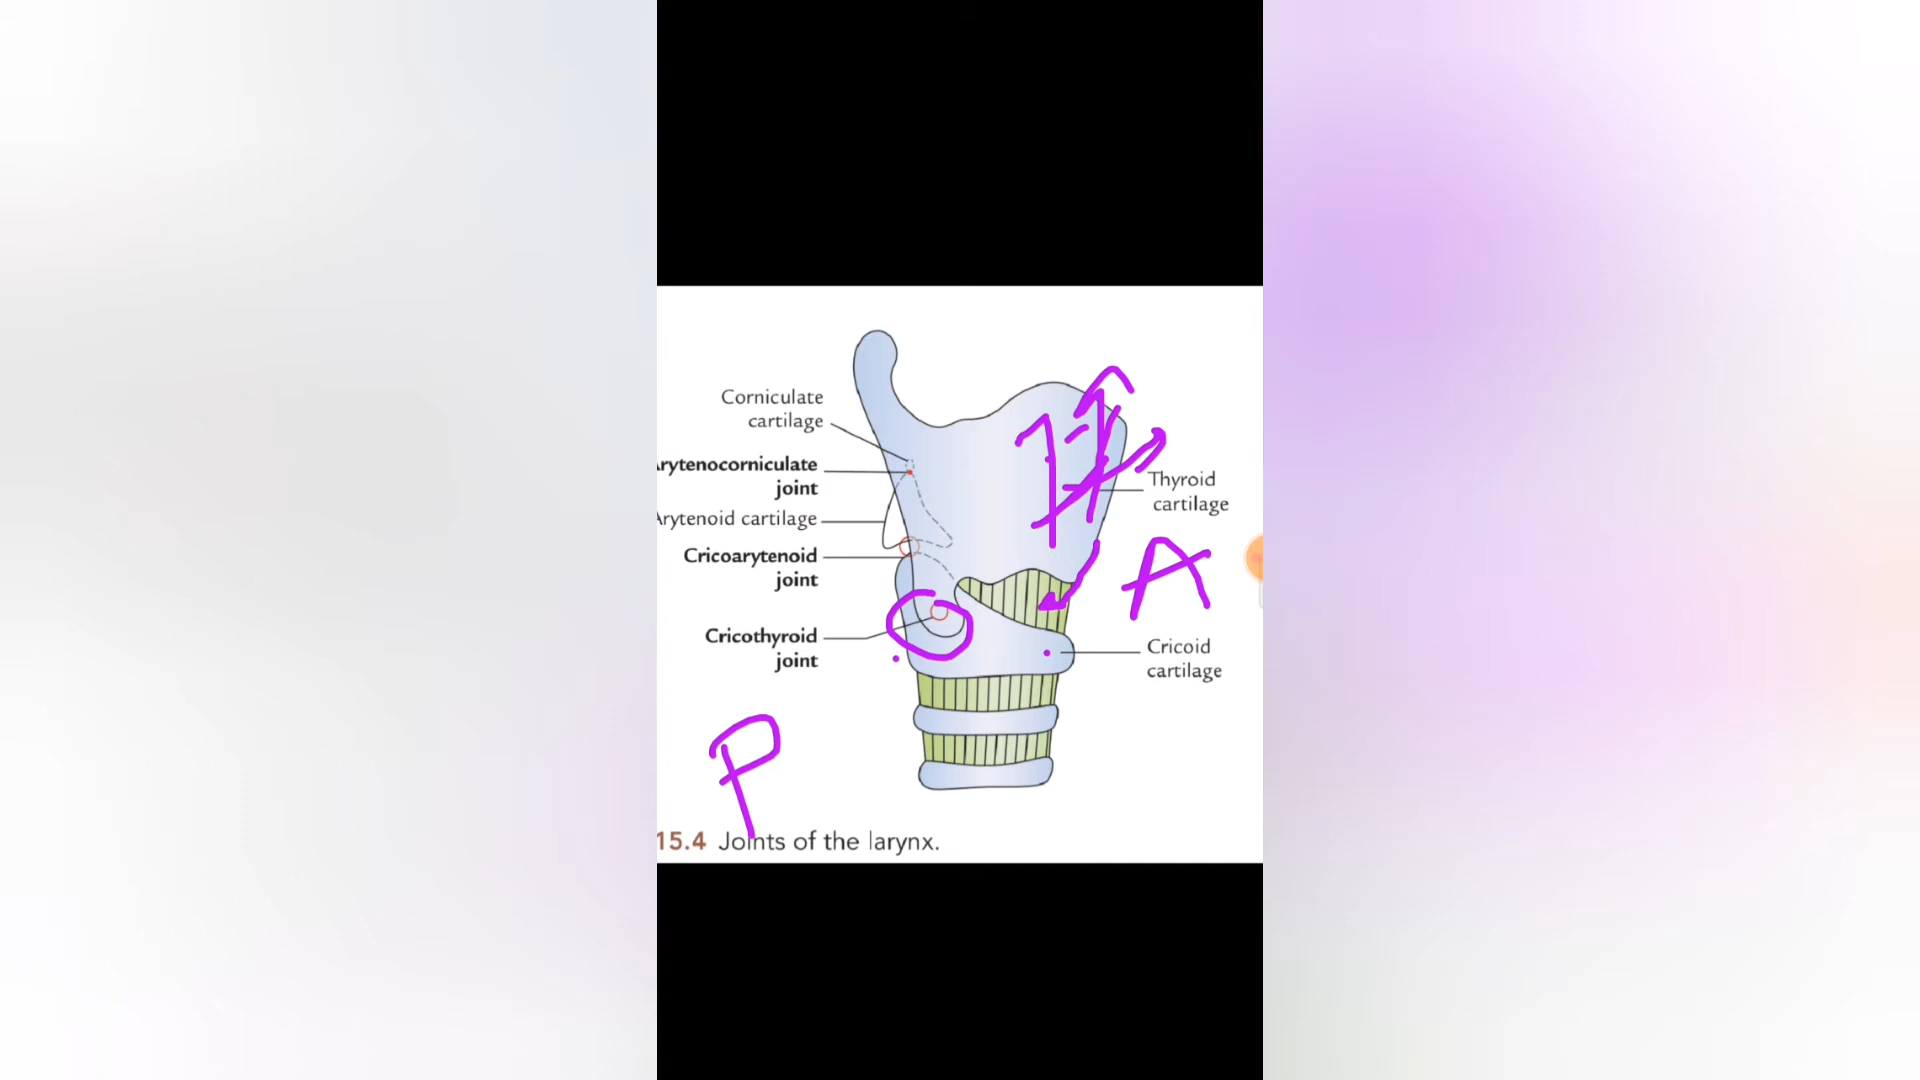 Corniculate
cartilage
rytenocorniculate
joint
rytenoid cartilage
Cricoarytenoid
joint
Cricothyroid
joint
Thyroid
cartilage
A
Cricoid
cartilage
P
15.4 Joints of the larynx.